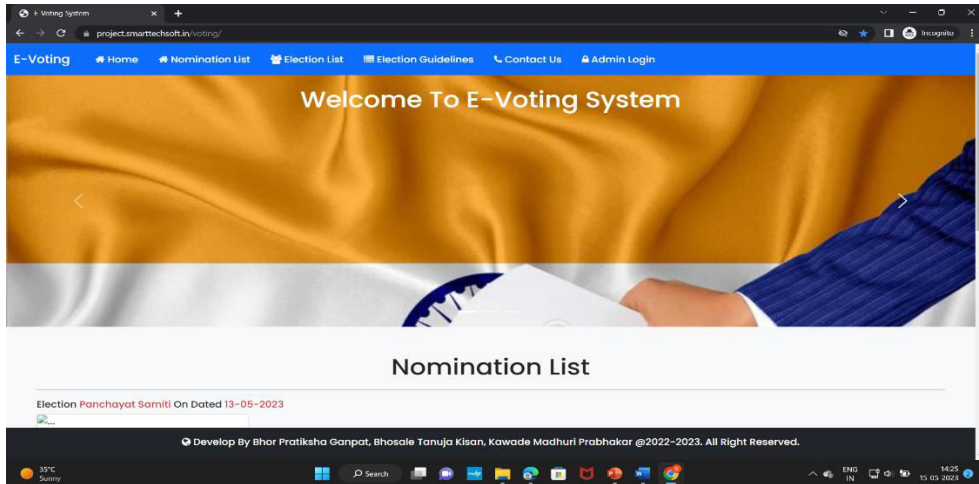 E-Voting System
project.smarttechsoft.in/voting/
Incognito
E-Voting Home Nomination List Election List Election Guidelines Contact Us Admin Login
Welcome To E-Voting System
Nomination List
Election Panchayat Samiti On Dated 13-05-2023
...
Develop By Bhor Pratiksha Ganpat, Bhosale Tanuja Kisan, Kawade Madhuri Prabhakar @2022-2023. All Right Reserved.
35°C
Sunny
Search
ENG
IN
14:25
15-05-2023